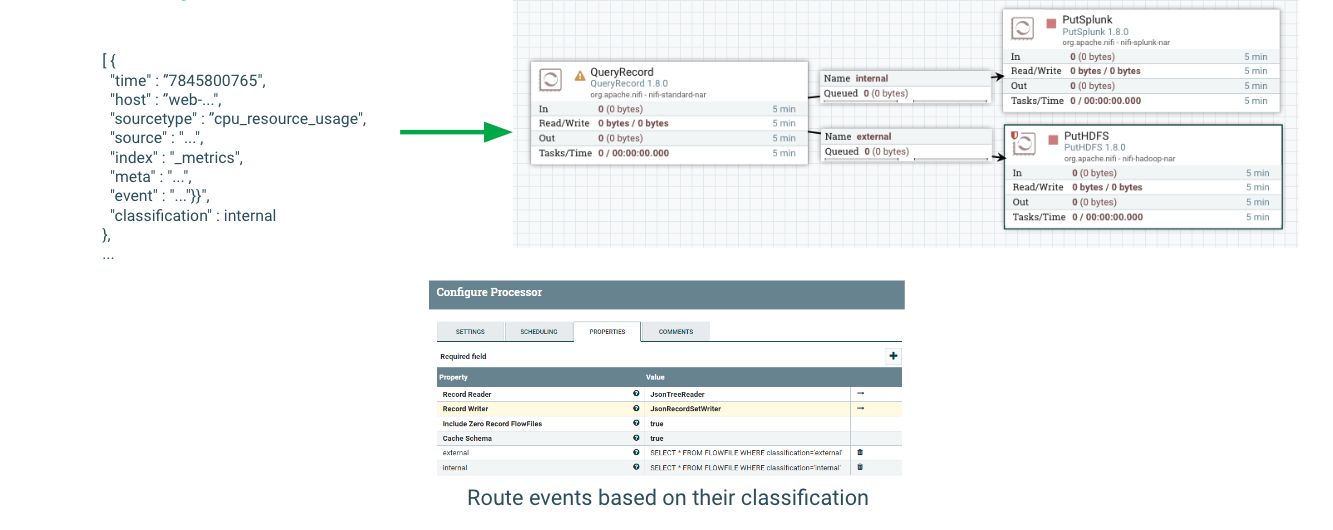 [ {
"time" : ”7845800765",
"host" : ”web-...",
"sourcetype" : ”cpu_resource_usage",
"source" : "...",
"index" : "_metrics",
"meta" : "...",
"event" : "..."}}",
"classification" : internal
},
...
QueryRecord
QueryRecord 1.8.0
org.apache.nifi - nifi-standard-nar
In 0 (0 bytes) 5 min
Read/Write 0 bytes / 0 bytes 5 min
Out 0 (0 bytes) 5 min
Tasks/Time 0 / 00:00:00.000 5 min
Name internal
Queued 0 (0 bytes)
Name external
Queued 0 (0 bytes)
PutSplunk
PutSplunk 1.8.0
org.apache.nifi - nifi-splunk-nar
In 0 (0 bytes) 5 min
Read/Write 0 bytes / 0 bytes 5 min
Out 0 (0 bytes) 5 min
Tasks/Time 0 / 00:00:00.000 5 min
PutHDFS
PutHDFS 1.8.0
org.apache.nifi - nifi-hadoop-nar
In 0 (0 bytes) 5 min
Read/Write 0 bytes / 0 bytes 5 min
Out 0 (0 bytes) 5 min
Tasks/Time 0 / 00:00:00.000 5 min
Configure Processor
SETTINGS SCHEDULING PROPERTIES COMMENTS
Required field
Property Value
Record Reader JsonTreeReader
Record Writer JsonRecordSetWriter
Include Zero Record FlowFiles true
Cache Schema true
external SELECT * FROM FLOWFILE WHERE classification='external'
internal SELECT * FROM FLOWFILE WHERE classification='internal'
Route events based on their classification